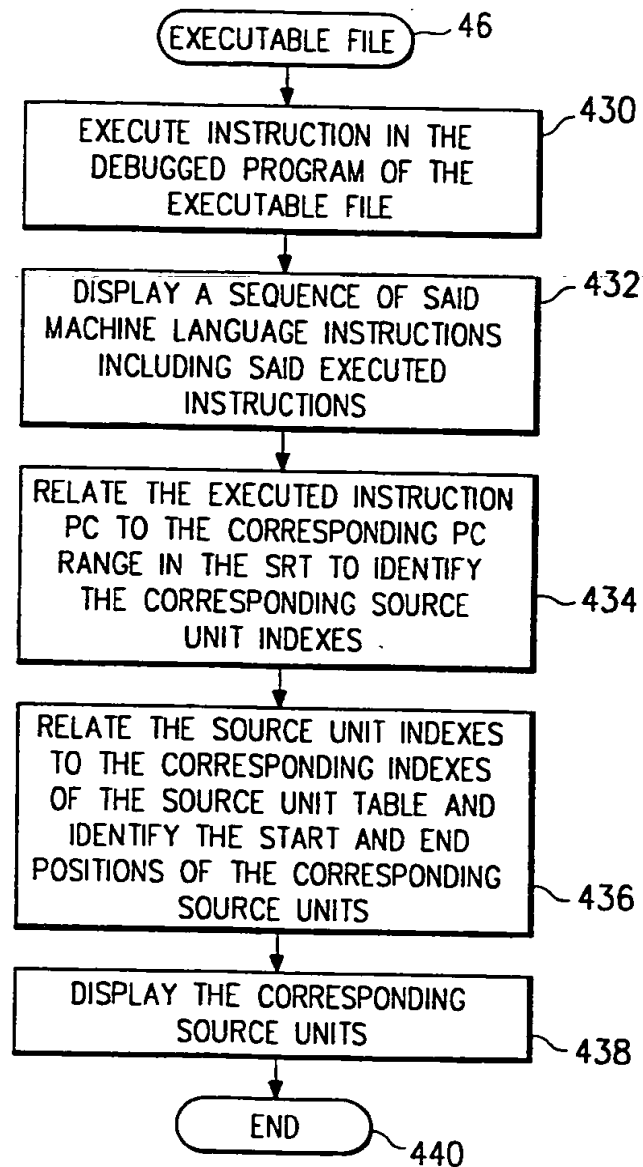 EXECUTABLE FILE
46
EXECUTE INSTRUCTION IN THE
DEBUGGED PROGRAM OF THE
EXECUTABLE FILE
430
DISPLAY A SEQUENCE OF SAID
MACHINE LANGUAGE INSTRUCTIONS
INCLUDING SAID EXECUTED
INSTRUCTIONS
432
RELATE THE EXECUTED INSTRUCTION
PC TO THE CORRESPONDING PC
RANGE IN THE SRT TO IDENTIFY
THE CORRESPONDING SOURCE
UNIT INDEXES
434
RELATE THE SOURCE UNIT INDEXES
TO THE CORRESPONDING INDEXES
OF THE SOURCE UNIT TABLE AND
IDENTIFY THE START AND END
POSITIONS OF THE CORRESPONDING
SOURCE UNITS
436
DISPLAY THE CORRESPONDING
SOURCE UNITS
438
END
440